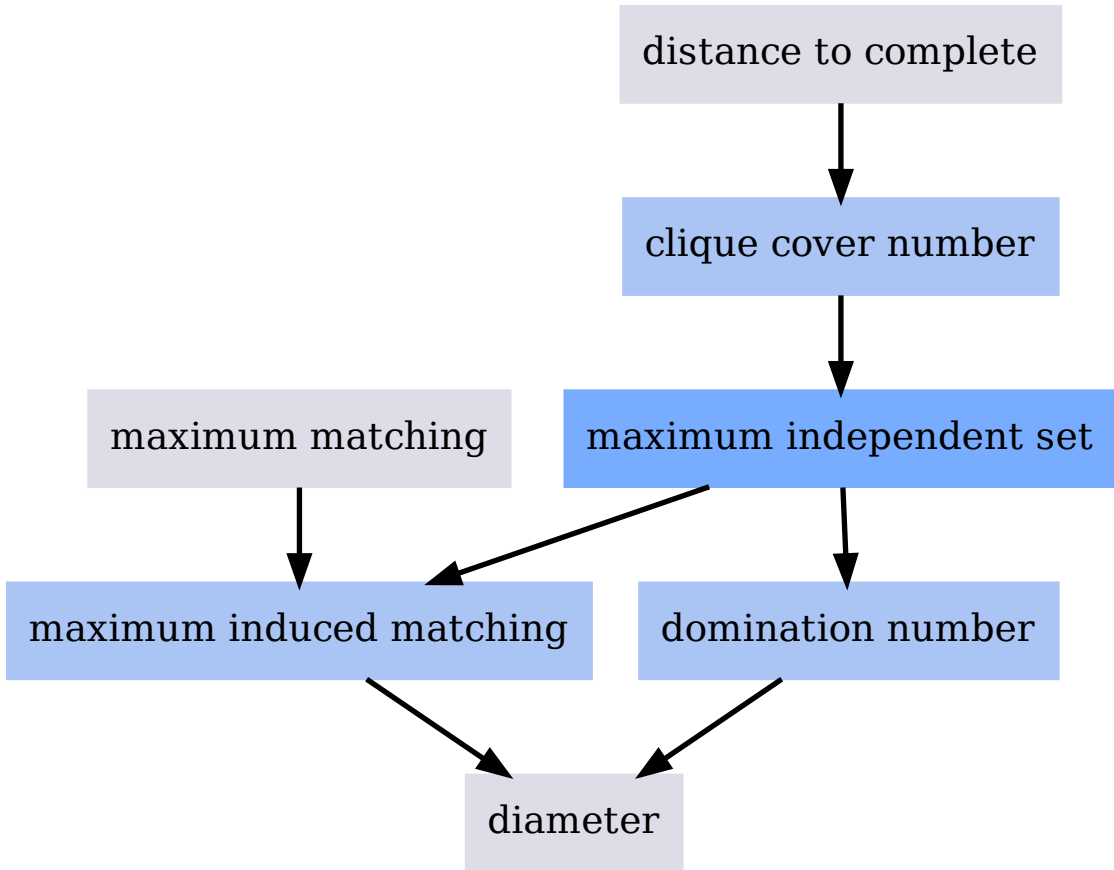 distance to complete
clique cover number
maximum matching
maximum independent set
maximum induced matching
domination number
diameter